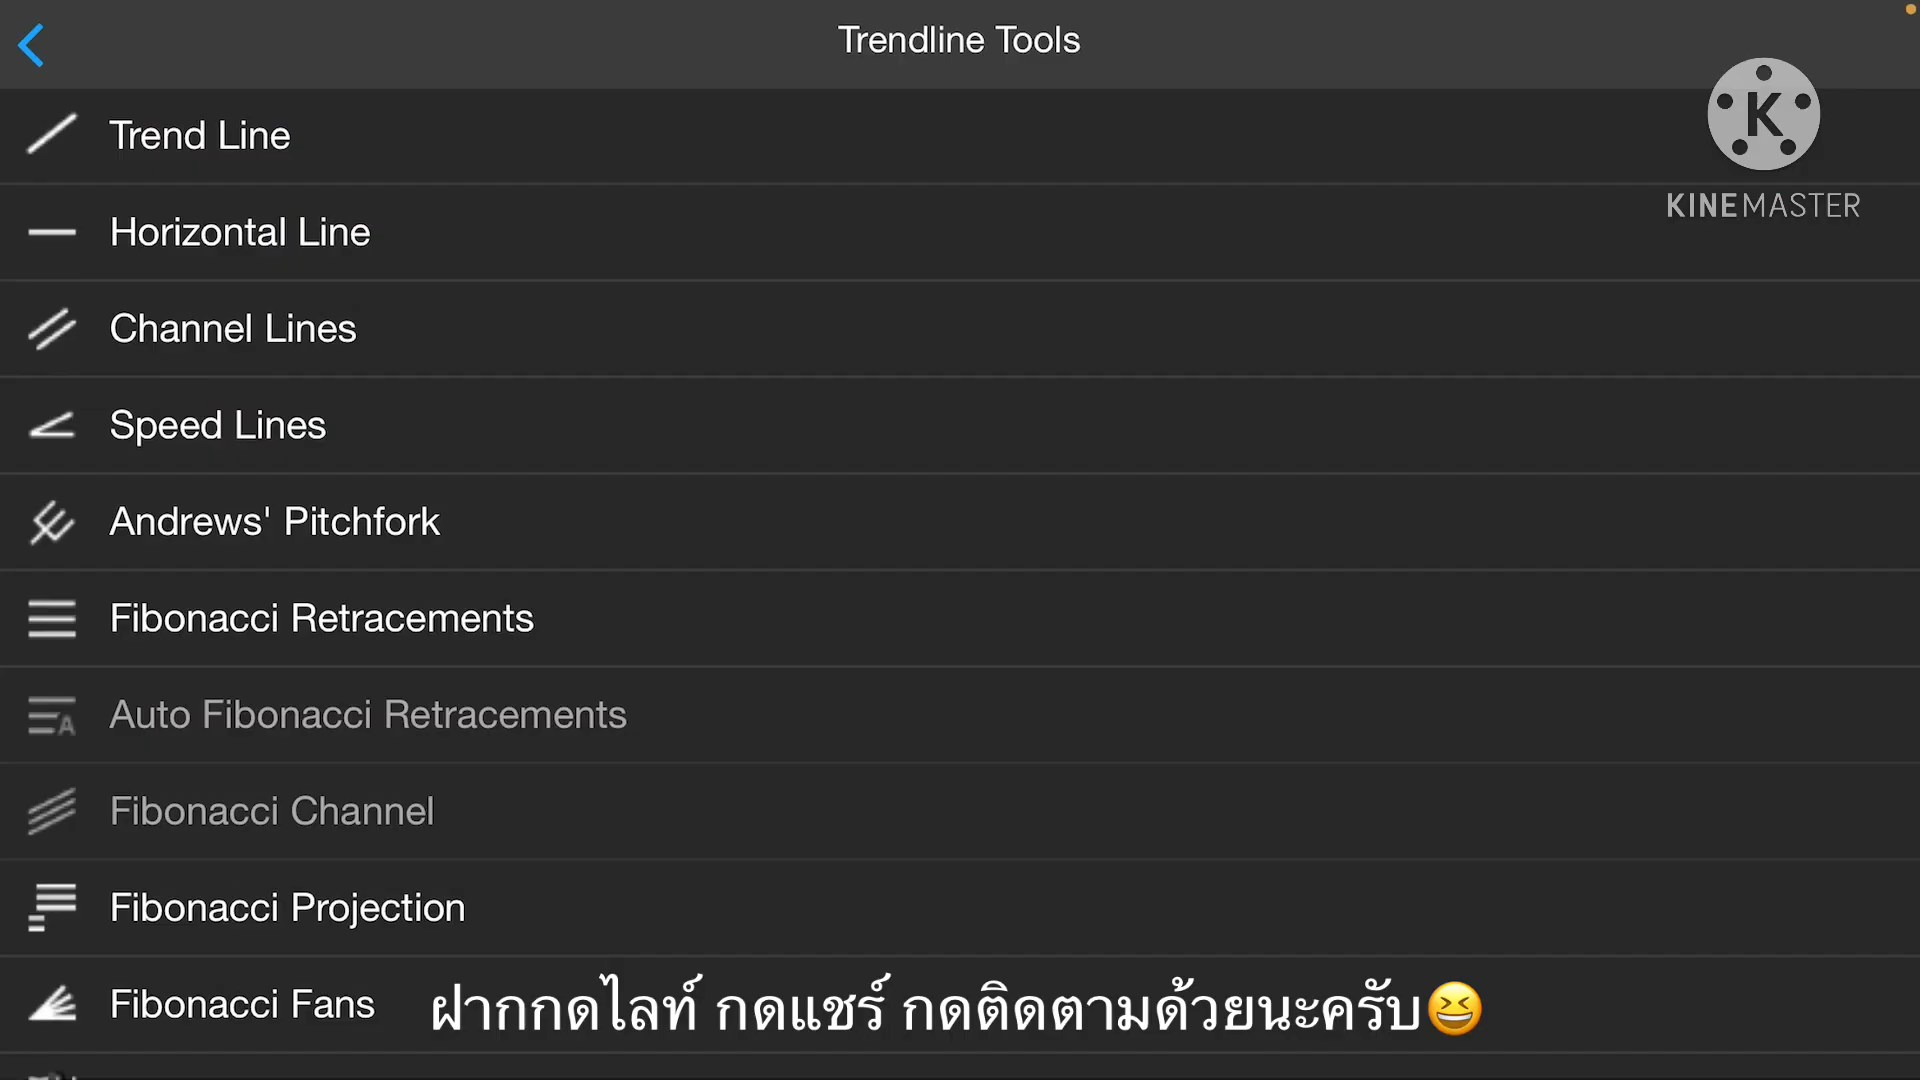 Trendline Tools
K
KINEMASTER
Trend Line
Horizontal Line
Channel Lines
Speed Lines
Andrews' Pitchfork
Fibonacci Retracements
A
Auto Fibonacci Retracements
Fibonacci Channel
Fibonacci Projection
Fibonacci Fans
ฝากกดไลท์ กดแชร์ กดติดตามด้วยนะครับ😆